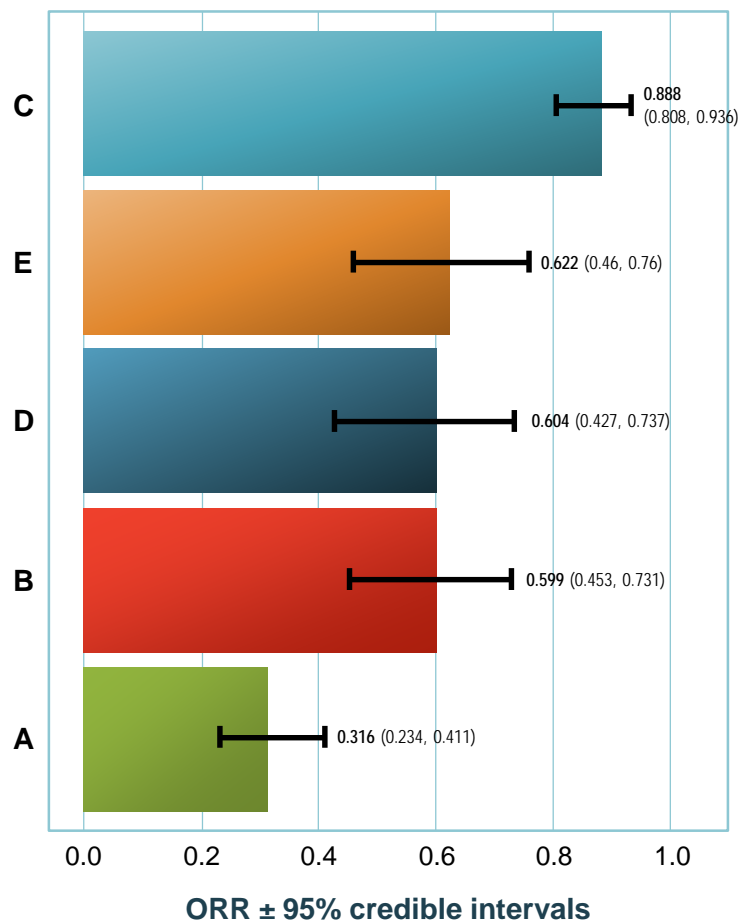 C
0.888
(0.808, 0.936)
E
0.622 (0.46, 0.76)
D
0.604 (0.427, 0.737)
B
0.599 (0.453, 0.731)
A
0.316 (0.234, 0.411)
0.0 0.2 0.4 0.6 0.8 1.0
ORR ± 95% credible intervals